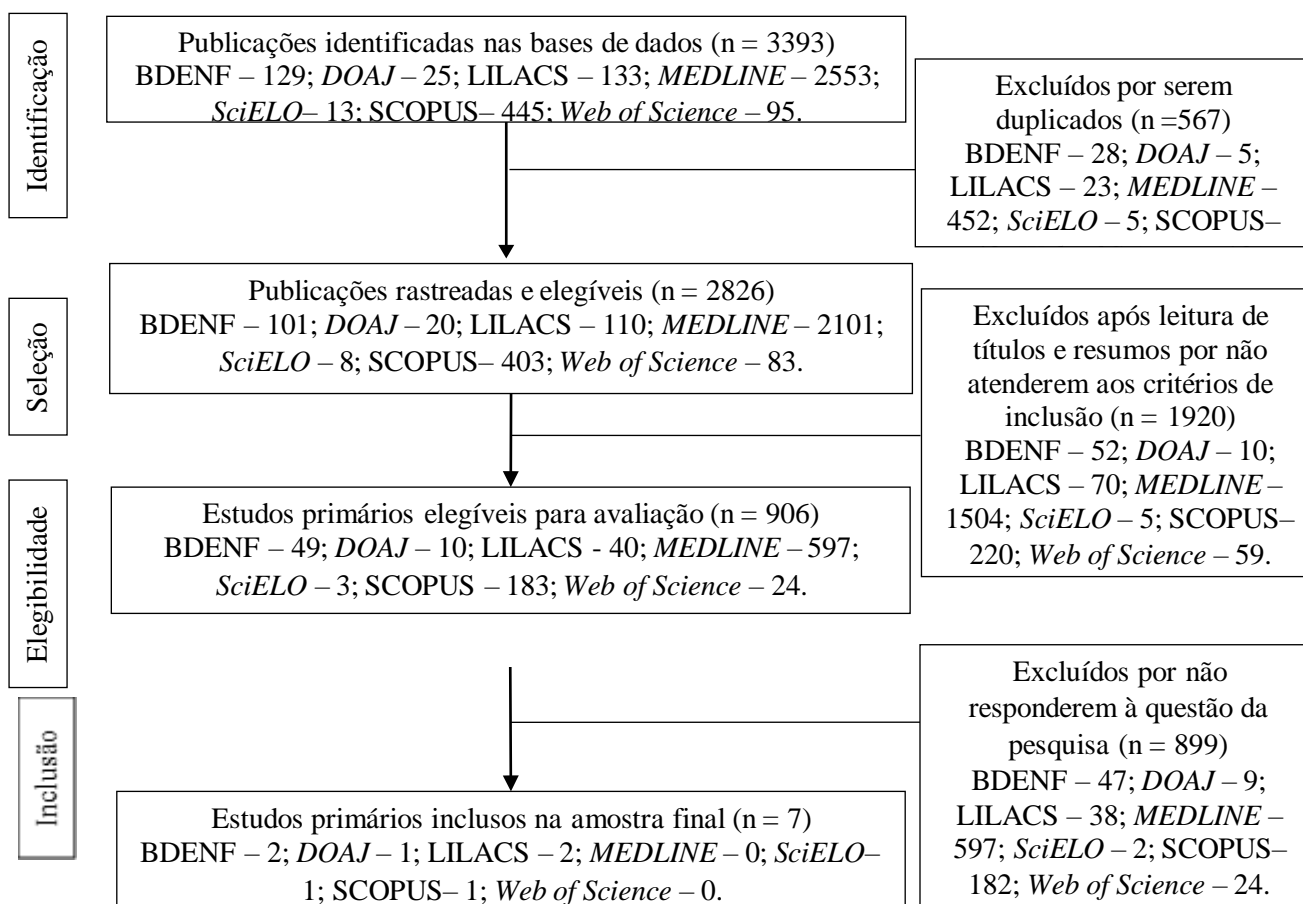 Identificação
Publicações identificadas nas bases de dados (n = 3393)
BDENF – 129; DOAJ – 25; LILACS – 133; MEDLINE – 2553;
SciELO– 13; SCOPUS– 445; Web of Science – 95.
Excluídos por serem
duplicados (n =567)
BDENF – 28; DOAJ – 5;
LILACS – 23; MEDLINE –
452; SciELO – 5; SCOPUS–
Seleção
Publicações rastreadas e elegíveis (n = 2826)
BDENF – 101; DOAJ – 20; LILACS – 110; MEDLINE – 2101;
SciELO – 8; SCOPUS– 403; Web of Science – 83.
Excluídos após leitura de
títulos e resumos por não
atenderem aos critérios de
inclusão (n = 1920)
BDENF – 52; DOAJ – 10;
LILACS – 70; MEDLINE –
1504; SciELO – 5; SCOPUS–
220; Web of Science – 59.
Elegibilidade
Estudos primários elegíveis para avaliação (n = 906)
BDENF – 49; DOAJ – 10; LILACS - 40; MEDLINE – 597;
SciELO – 3; SCOPUS – 183; Web of Science – 24.
Excluídos por não
responderem à questão da
pesquisa (n = 899)
BDENF – 47; DOAJ – 9;
LILACS – 38; MEDLINE –
597; SciELO – 2; SCOPUS–
182; Web of Science – 24.
Inclusão
Estudos primários inclusos na amostra final (n = 7)
BDENF – 2; DOAJ – 1; LILACS – 2; MEDLINE – 0; SciELO–
1; SCOPUS– 1; Web of Science – 0.